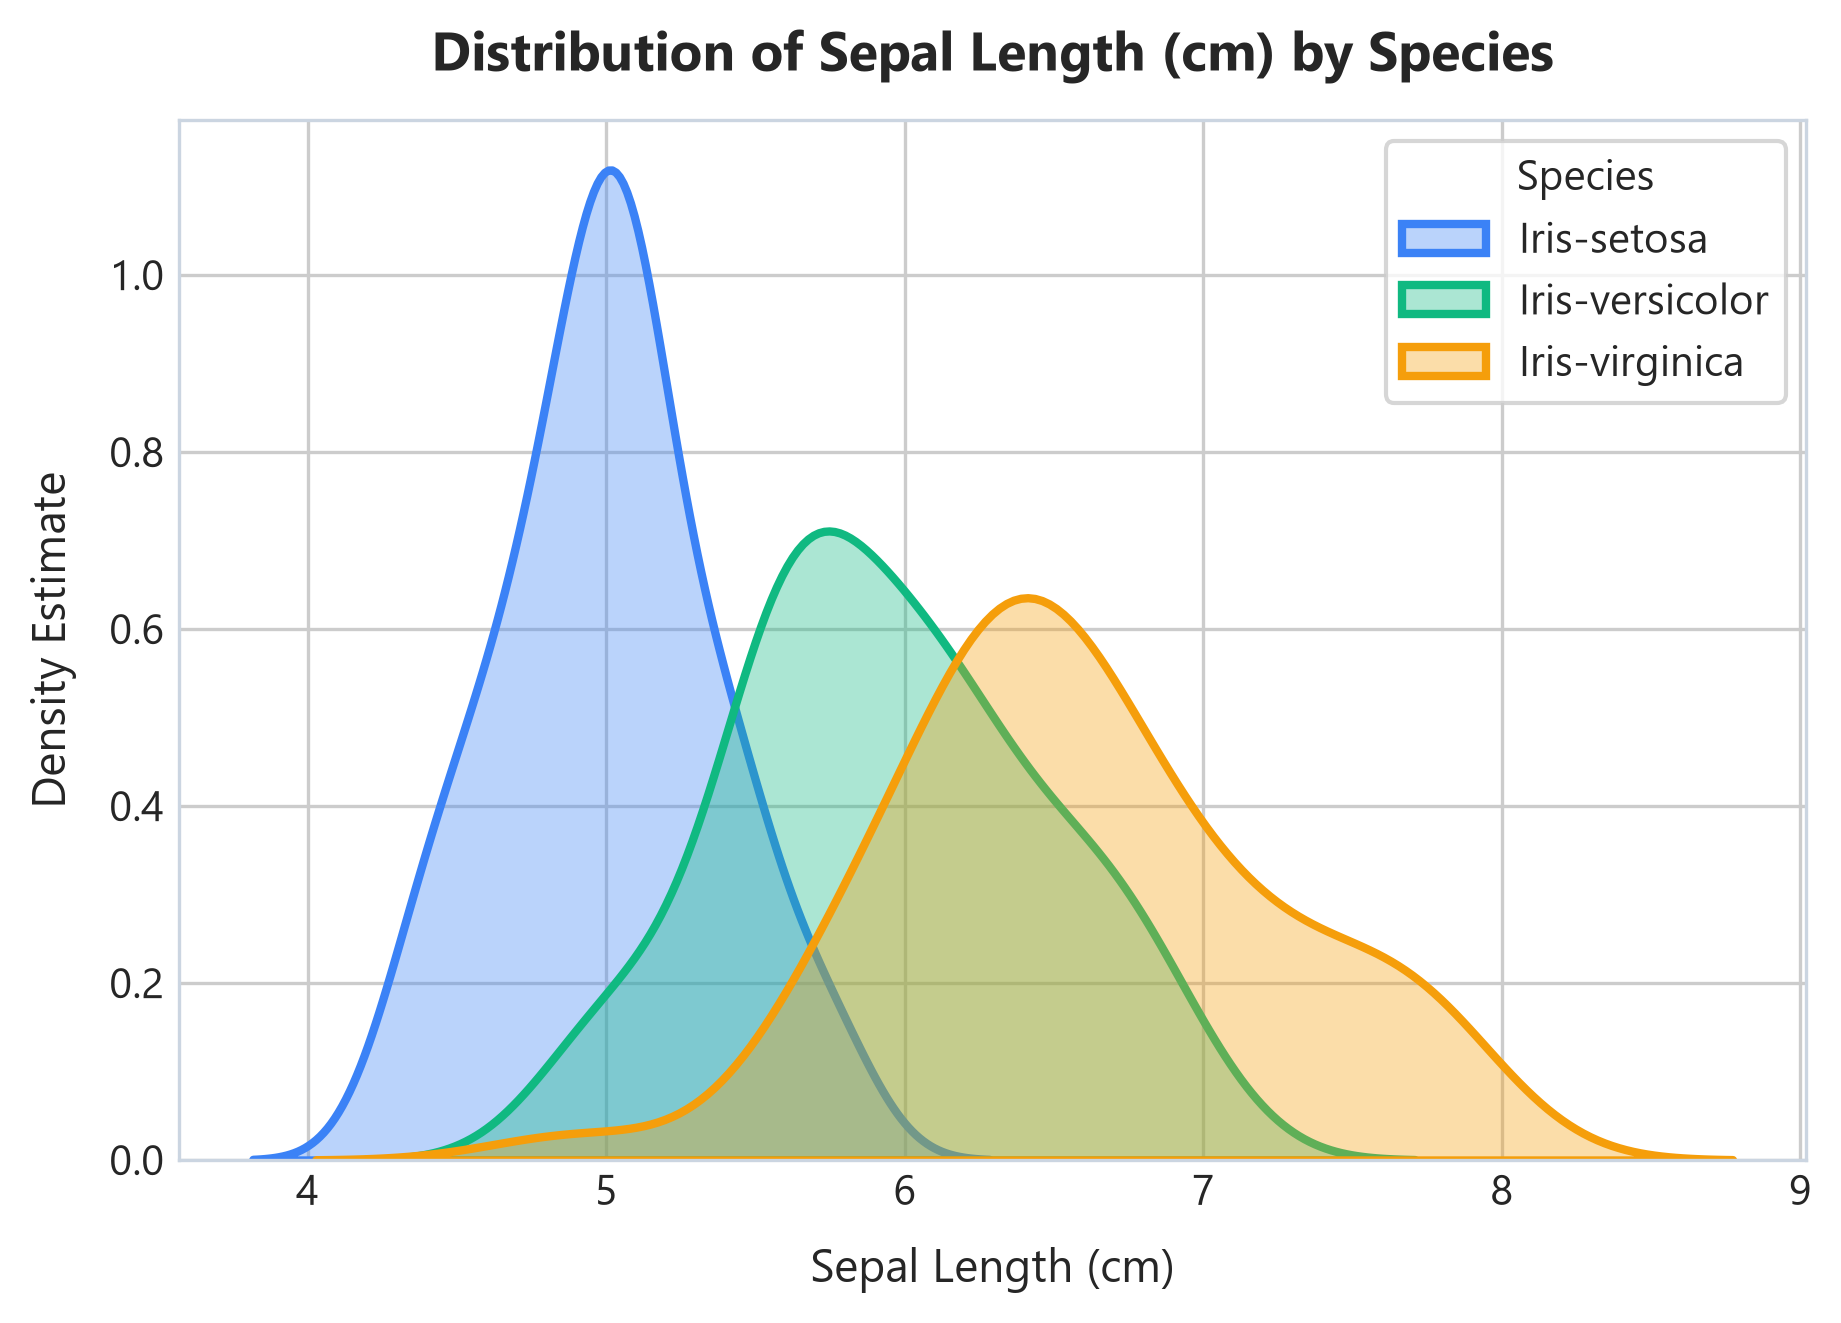 Distribution of Sepal Length (cm) by Species
Species
Iris-setosa
Iris-versicolor
Iris-virginica
Density Estimate
1.0
0.8
0.6
0.4
0.2
0.0
4 5 6 7 8 9
Sepal Length (cm)